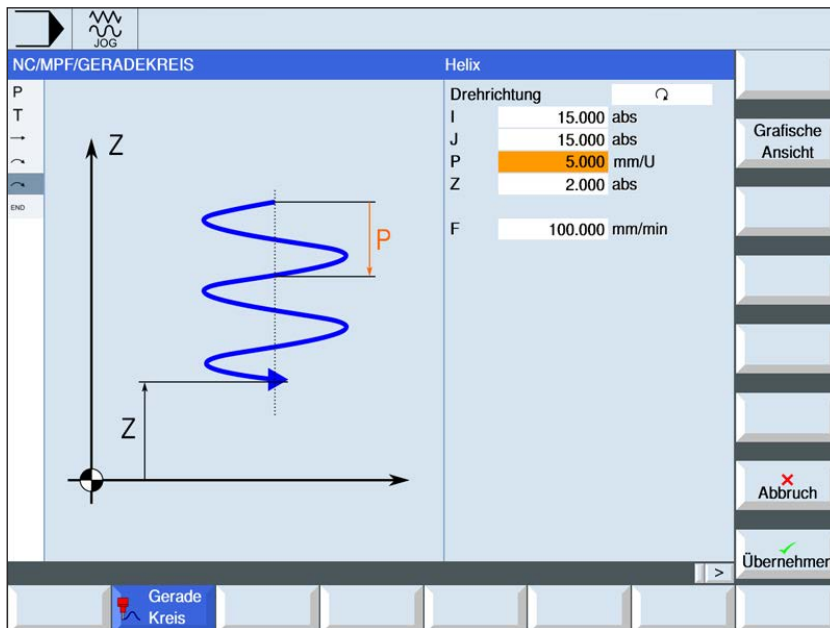 JOG
NC/MPF/GERADEKREIS
Helix
P
T
END
Z
P
Z
Drehrichtung
I 15.000 abs
J 15.000 abs
P 5.000 mm/U
Z 2.000 abs
F 100.000 mm/min
Grafische
Ansicht
Abbruch
Übernehmen
>
Gerade
Kreis